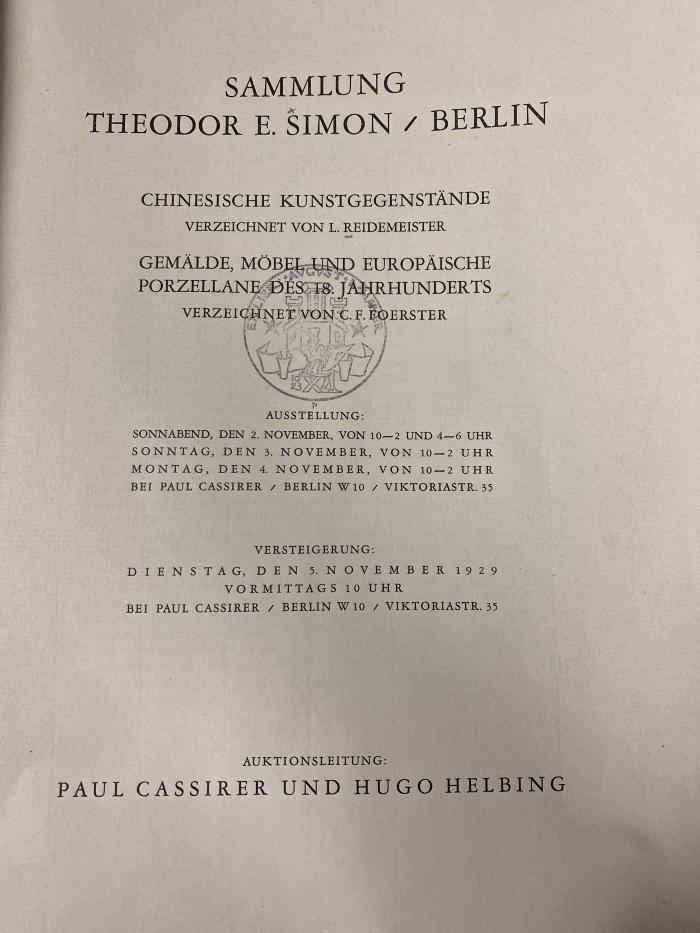 SAMMLUNG
THEODOR E. SIMON / BERLIN
CHINESISCHE KUNSTGEGENSTÄNDE
VERZEICHNET VON L. REIDEMEISTER
GEMÄLDE, MÖBEL UND EUROPÄISCHE
PORZELLANE DES 18. JAHRHUNDERTS
VERZEICHNET VON C. F. FOERSTER
AUGUST
1923
XII
P
AUSSTELLUNG:
SONNABEND, DEN 2. NOVEMBER, VON 10—2 UND 4—6 UHR
SONNTAG, DEN 3. NOVEMBER, VON 10—2 UHR
MONTAG, DEN 4. NOVEMBER, VON 10—2 UHR
BEI PAUL CASSIRER / BERLIN W 10 / VIKTORIASTR. 35
VERSTEIGERUNG:
DIENSTAG, DEN 5. NOVEMBER 1929
VORMITTAGS 10 UHR
BEI PAUL CASSIRER / BERLIN W 10 / VIKTORIASTR. 35
AUKTIONSLEITUNG:
PAUL CASSIRER UND HUGO HELBING